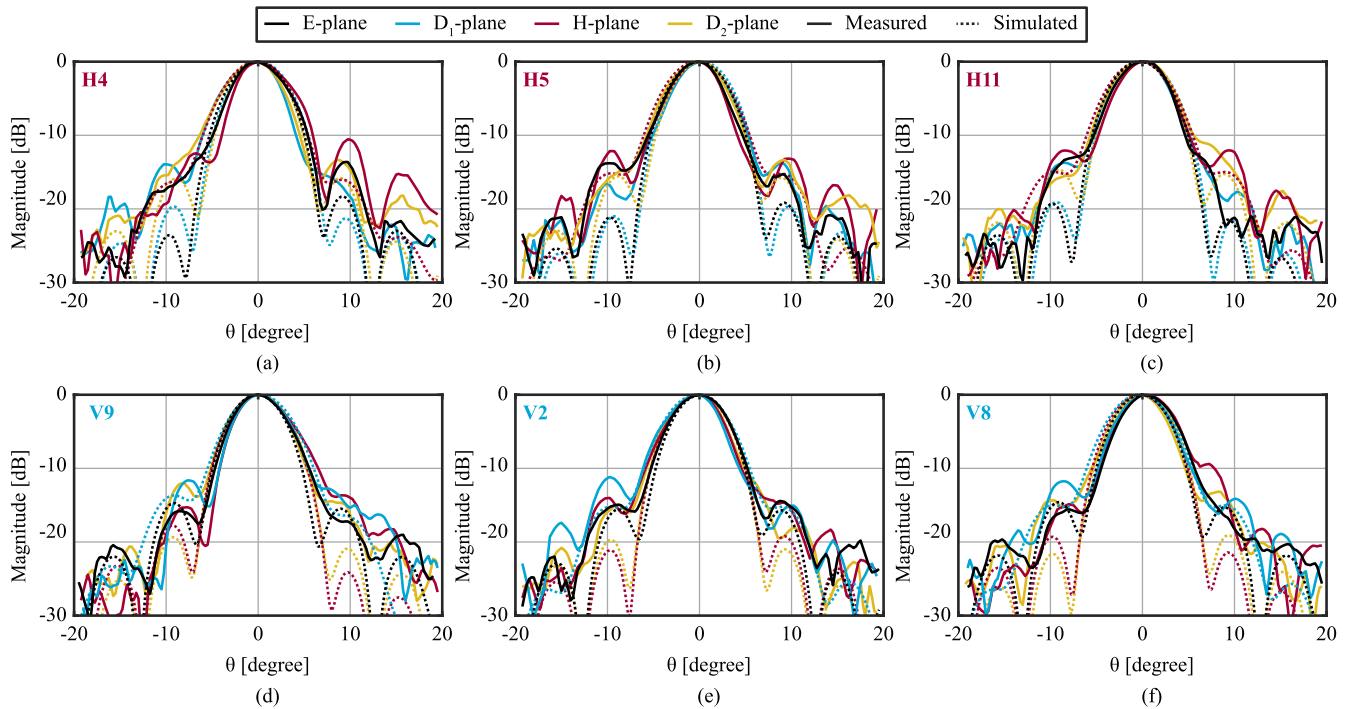 E-plane D₁-plane H-plane D₂-plane Measured Simulated
H4
0
-10
-20
-30
Magnitude [dB]
-20 -10 0 10 20
θ [degree]
(a)
H5
0
-10
-20
-30
Magnitude [dB]
-20 -10 0 10 20
θ [degree]
(b)
H11
0
-10
-20
-30
Magnitude [dB]
-20 -10 0 10 20
θ [degree]
(c)
V9
0
-10
-20
-30
Magnitude [dB]
-20 -10 0 10 20
θ [degree]
(d)
V2
0
-10
-20
-30
Magnitude [dB]
-20 -10 0 10 20
θ [degree]
(e)
V8
0
-10
-20
-30
Magnitude [dB]
-20 -10 0 10 20
θ [degree]
(f)